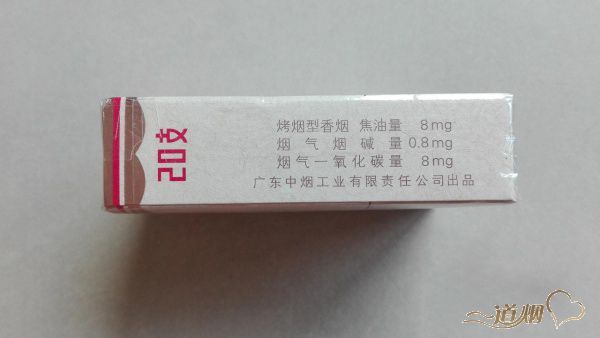 20支
烤烟型香烟 焦油量 8mg
烟气烟碱量 0.8mg
烟气一氧化碳量 8mg
广东中烟工业有限责任公司出品
一道烟